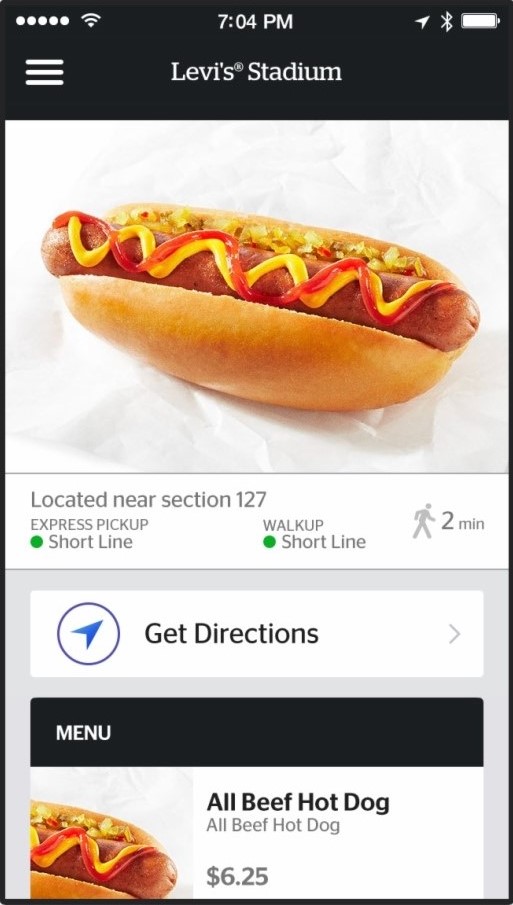 7:04 PM
Levi's® Stadium
Located near section 127
EXPRESS PICKUP
Short Line
WALKUP
Short Line
2 min
Get Directions
MENU
All Beef Hot Dog
All Beef Hot Dog
$6.25